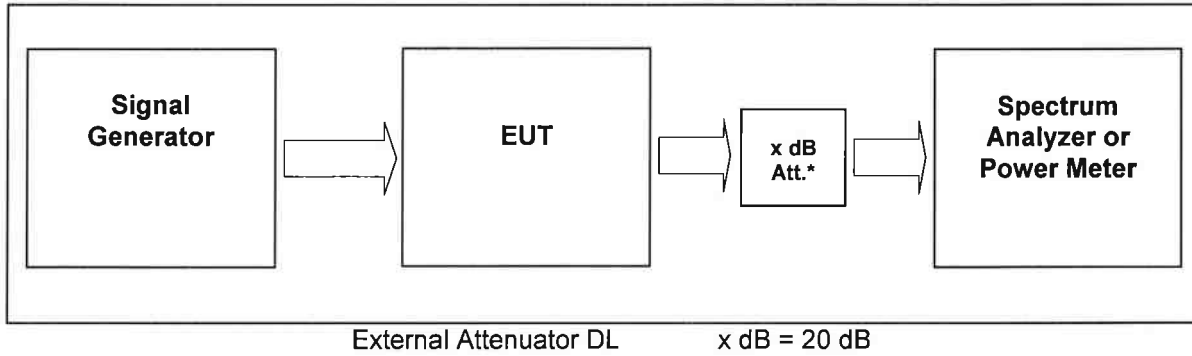 Signal
Generator
EUT
x dB
Att.*
Spectrum
Analyzer or
Power Meter
External Attenuator DL x dB = 20 dB